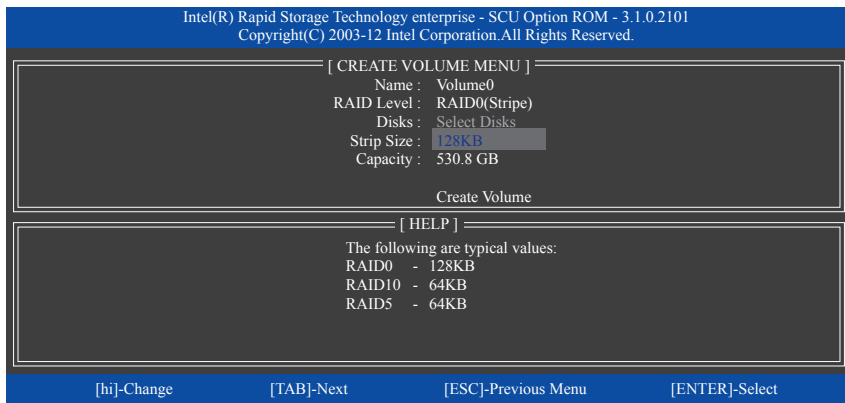 Intel(R) Rapid Storage Technology enterprise - SCU Option ROM - 3.1.0.2101
Copyright(C) 2003-12 Intel Corporation.All Rights Reserved.
[ CREATE VOLUME MENU ]
Name : Volume0
RAID Level : RAID0(Stripe)
Disks : Select Disks
Strip Size : 128KB
Capacity : 530.8 GB
Create Volume
[ HELP ]
The following are typical values:
RAID0 - 128KB
RAID10 - 64KB
RAID5 - 64KB
[hi]-Change [TAB]-Next [ESC]-Previous Menu [ENTER]-Select